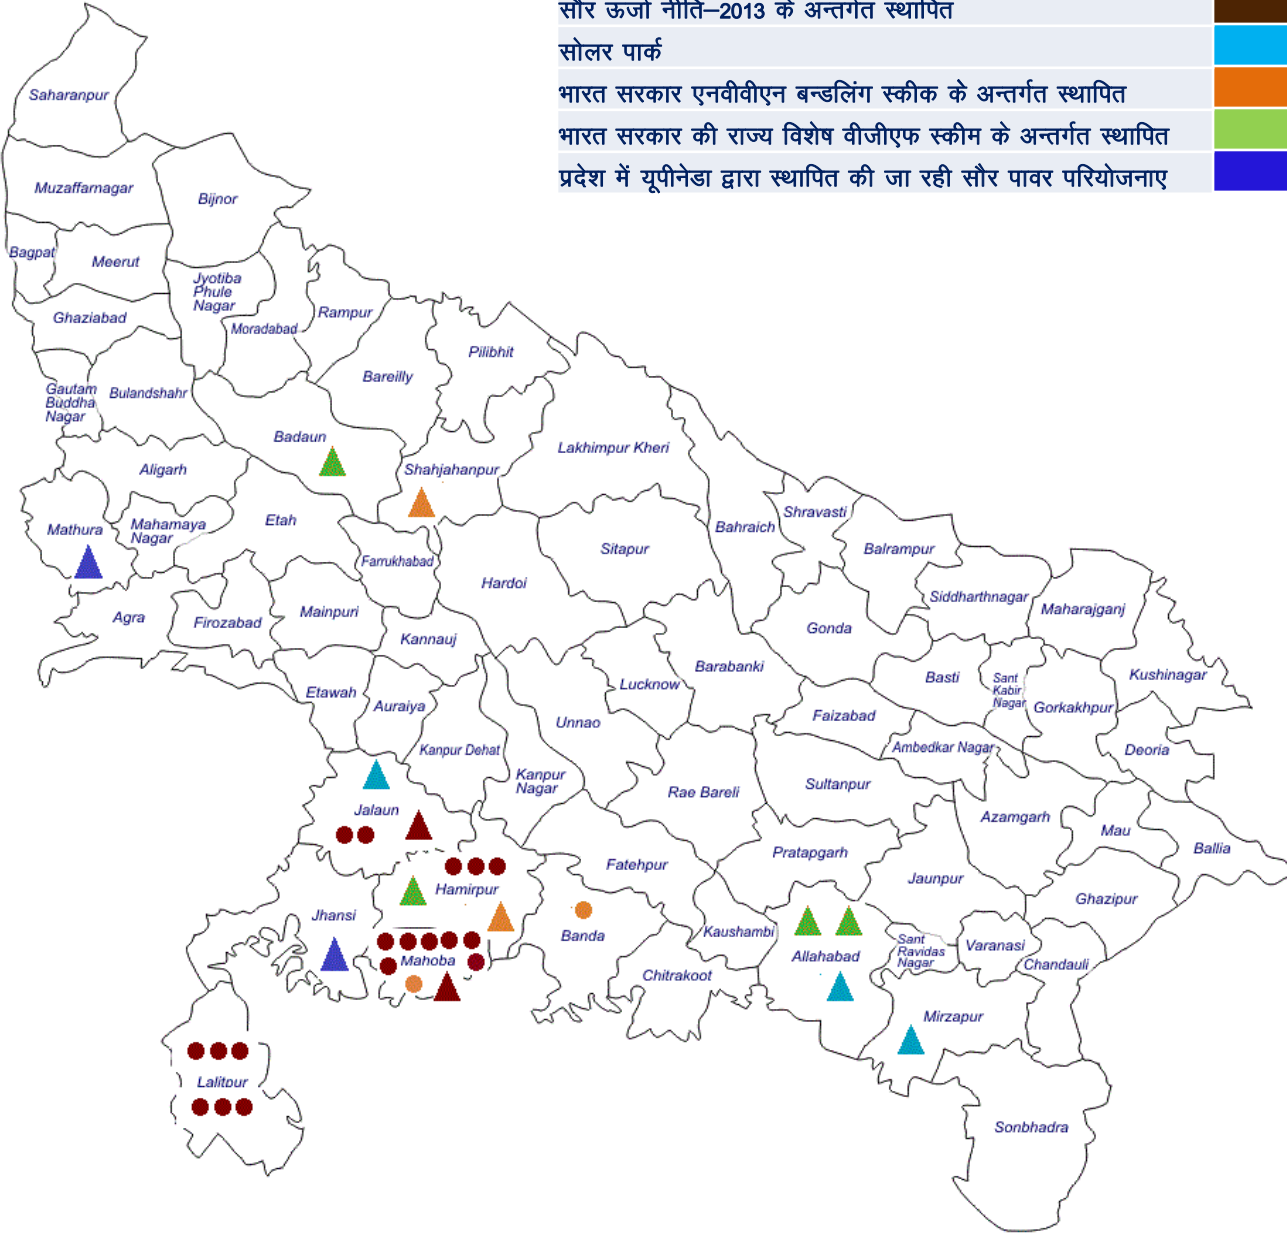 सौर ऊर्जा नीति–2013 के अन्तर्गत स्थापित
सोलर पार्क
भारत सरकार एनवीवीएन बन्डलिंग स्कीक के अन्तर्गत स्थापित
भारत सरकार की राज्य विशेष वीजीएफ स्कीम के अन्तर्गत स्थापित
प्रदेश में यूपीनेडा द्वारा स्थापित की जा रही सौर पावर परियोजनाए
Saharanpur
Muzaffarnagar
Bijnor
Bagpat
Meerut
Jyotiba
Phule
Nagar
Ghaziabad
Moradabad
Rampur
Pilibhit
Bareilly
Gautam
Buddha
Nagar
Bulandshahr
Badaun
Aligarh
Shahjahanpur
Lakhimpur Kheri
Mathura
Mahamaya
Nagar
Etah
Farrukhabad
Hardoi
Sitapur
Bahraich
Shravasti
Balrampur
Siddharthnagar
Maharajganj
Agra
Firozabad
Mainpuri
Kannauj
Gonda
Etawah
Auraiya
Lucknow
Barabanki
Basti
Sant
Kabir
Nagar
Gorkakhpur
Kushinagar
Unnao
Faizabad
Kanpur Dehat
Ambedkar Nagar
Deoria
Kanpur
Nagar
Rae Bareli
Sultanpur
Jalaun
Azamgarh
Mau
Ballia
Fatehpur
Pratapgarh
Jaunpur
Hamirpur
Ghazipur
Jhansi
Banda
Kaushambi
Mahoba
Allahabad
Sant
Ravidas
Nagar
Varanasi
Chandauli
Chitrakoot
Mirzapur
Lalitpur
Sonbhadra